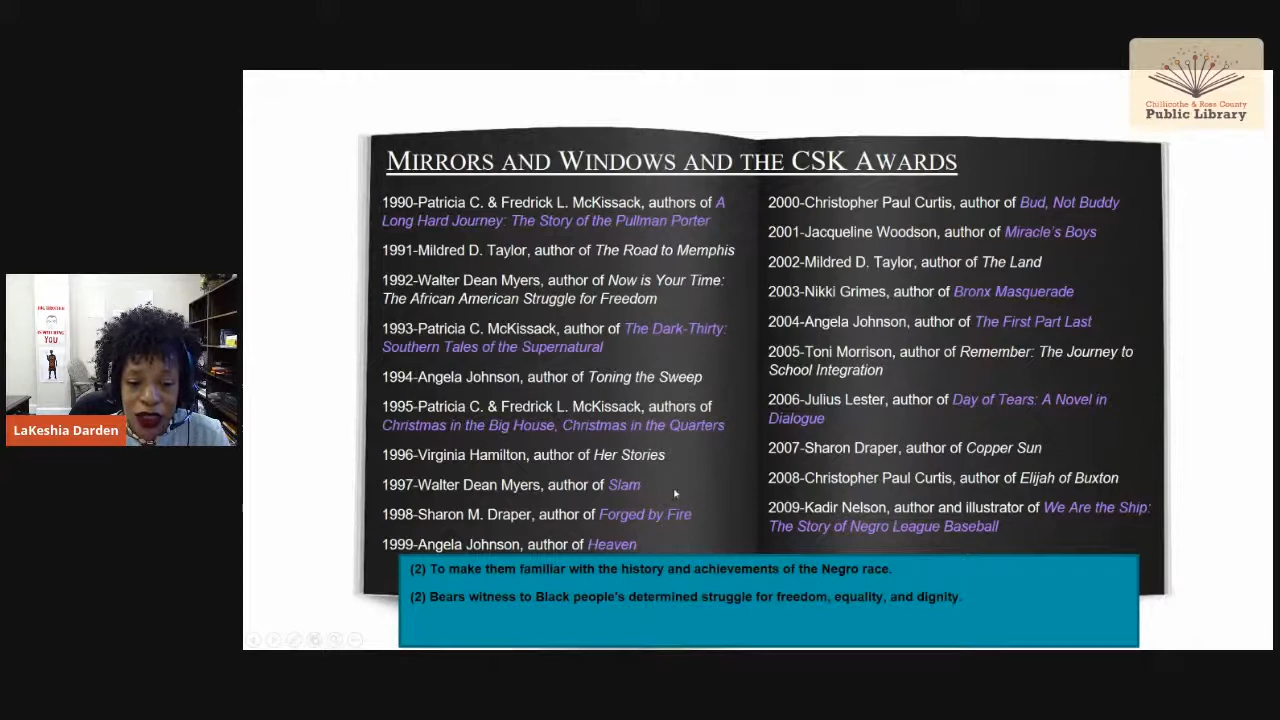 Chillicothe & Ross County
Public Library
MIRRORS AND WINDOWS AND THE CSK AWARDS
1990-Patricia C. & Fredrick L. McKissack, authors of A
Long Hard Journey: The Story of the Pullman Porter
1991-Mildred D. Taylor, author of The Road to Memphis
1992-Walter Dean Myers, author of Now is Your Time:
The African American Struggle for Freedom
1993-Patricia C. McKissack, author of The Dark-Thirty:
Southern Tales of the Supernatural
1994-Angela Johnson, author of Toning the Sweep
1995-Patricia C. & Fredrick L. McKissack, authors of
Christmas in the Big House, Christmas in the Quarters
1996-Virginia Hamilton, author of Her Stories
1997-Walter Dean Myers, author of Slam
1998-Sharon M. Draper, author of Forged by Fire
1999-Angela Johnson, author of Heaven
2000-Christopher Paul Curtis, author of Bud, Not Buddy
2001-Jacqueline Woodson, author of Miracle's Boys
2002-Mildred D. Taylor, author of The Land
2003-Nikki Grimes, author of Bronx Masquerade
2004-Angela Johnson, author of The First Part Last
2005-Toni Morrison, author of Remember: The Journey to
School Integration
2006-Julius Lester, author of Day of Tears: A Novel in
Dialogue
2007-Sharon Draper, author of Copper Sun
2008-Christopher Paul Curtis, author of Elijah of Buxton
2009-Kadir Nelson, author and illustrator of We Are the Ship:
The Story of Negro League Baseball
(2) To make them familiar with the history and achievements of the Negro race.
(2) Bears witness to Black people's determined struggle for freedom, equality, and dignity.
BIG BROTHER
IS WATCHING
YOU
LaKeshia Darden